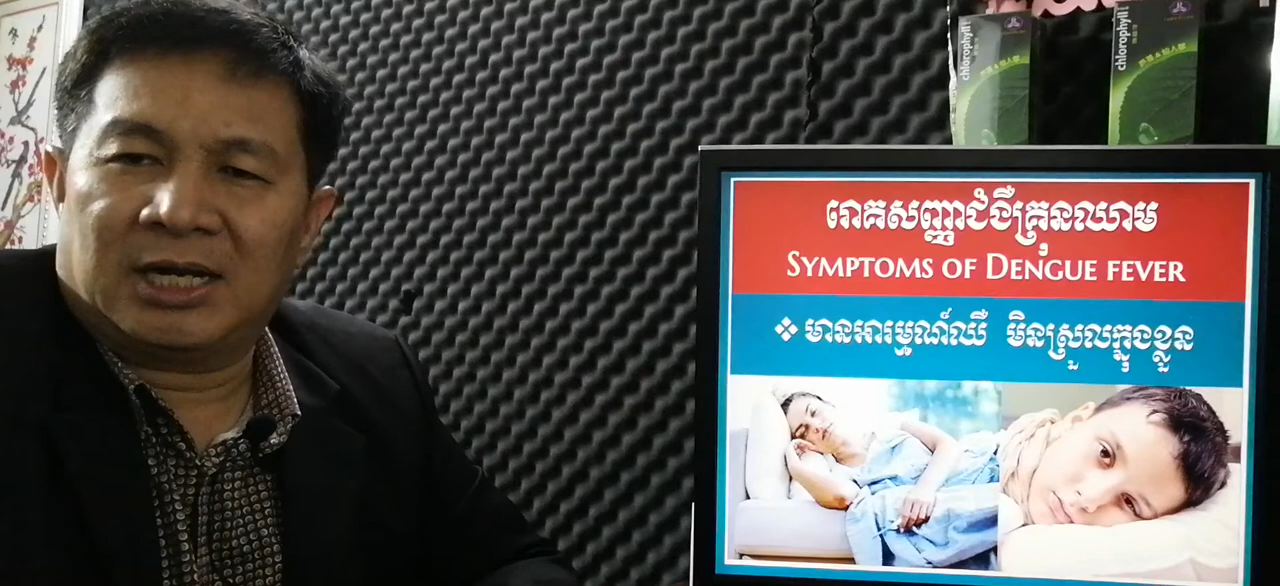 chlorophyll
chlorophyll
រោគសញ្ញាជំងឺគ្រុនឈាម
SYMPTOMS OF DENGUE FEVER
❖ មានអារម្មណ៍ឈឺ មិនស្រួលក្នុងខ្លួន